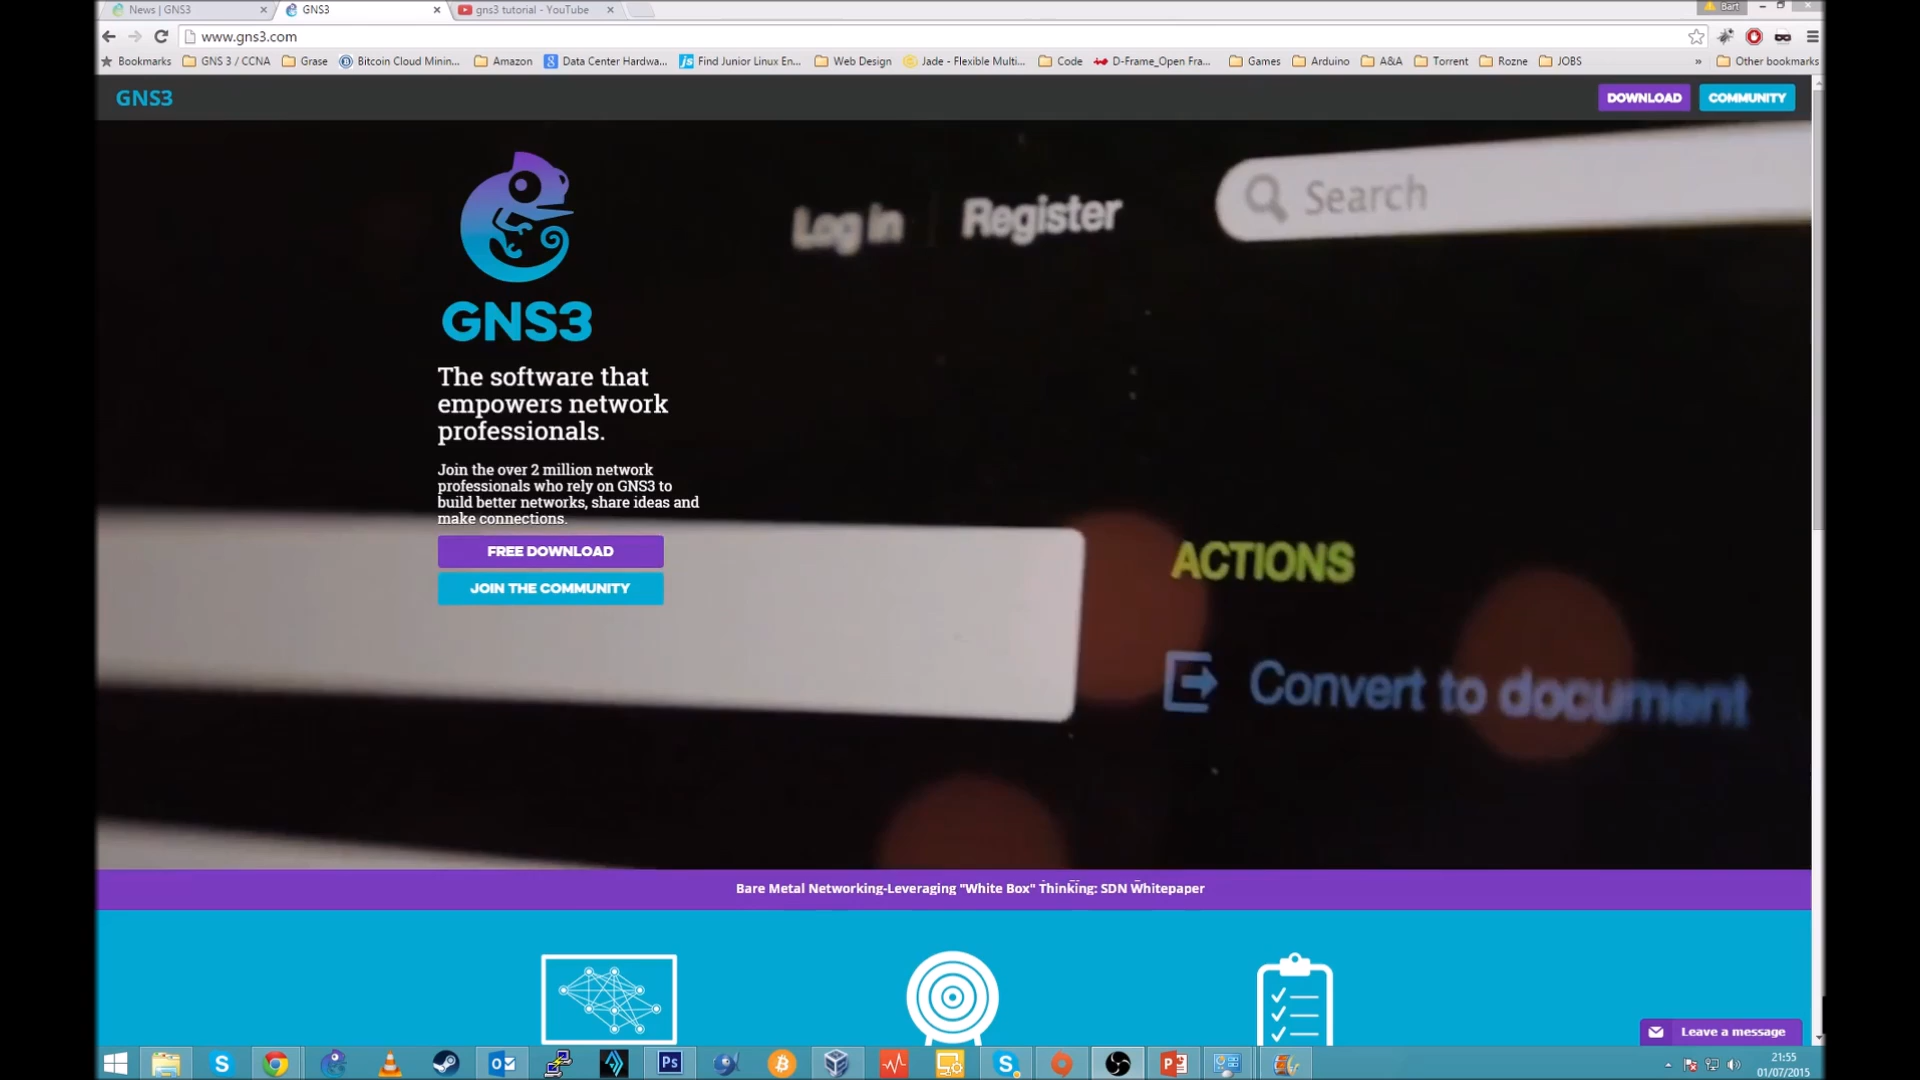 News | GNS3
GNS3
gns3 tutorial - YouTube
Bart
www.gns3.com
Bookmarks
GNS 3 / CCNA
Grase
Bitcoin Cloud Minin...
Amazon
Data Center Hardwa...
Find Junior Linux En...
Web Design
Jade - Flexible Multi...
Code
D-Frame_Open Fra...
Games
Arduino
A&A
Torrent
Rozne
JOBS
»
Other bookmarks
GNS3
DOWNLOAD
COMMUNITY
Log in
Register
Search
GNS3
The software that
empowers network
professionals.
Join the over 2 million network
professionals who rely on GNS3 to
build better networks, share ideas and
make connections.
FREE DOWNLOAD
JOIN THE COMMUNITY
ACTIONS
Convert to document
Bare Metal Networking-Leveraging "White Box" Thinking: SDN Whitepaper
Leave a message
Ps
21:55
01/07/2015